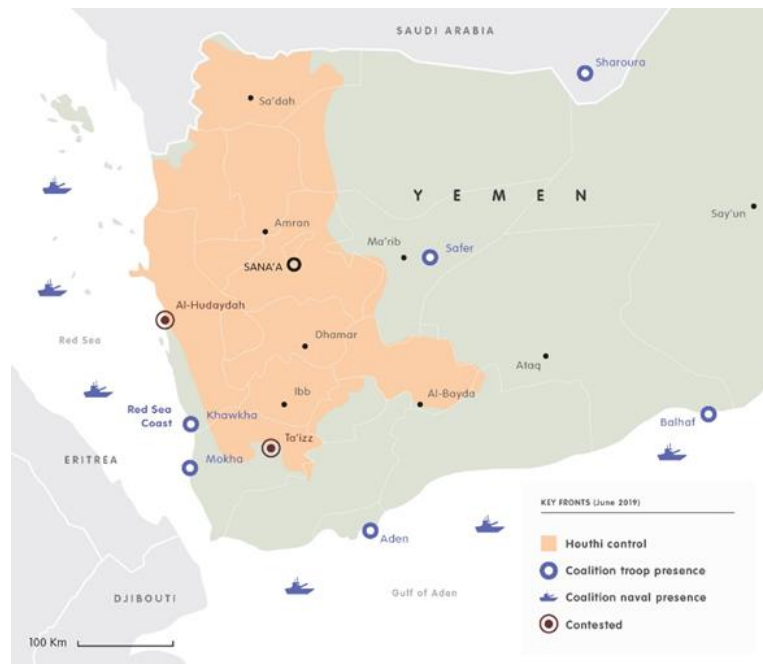 SAUDI ARABIA
Sharoura
Sa'dah
YEMEN
Say'un
Amran
Ma'rib
Safer
SANA'A
Al-Hudaydah
Red Sea
Dhamar
Ataq
Ibb
Al-Bayda
Red Sea
Coast
Khawkha
Ta'izz
Balhaf
ERITREA
Mokha
Aden
DJIBOUTI
Gulf of Aden
100 Km
KEY FRONTS (June 2019)
Houthi control
Coalition troop presence
Coalition naval presence
Contested